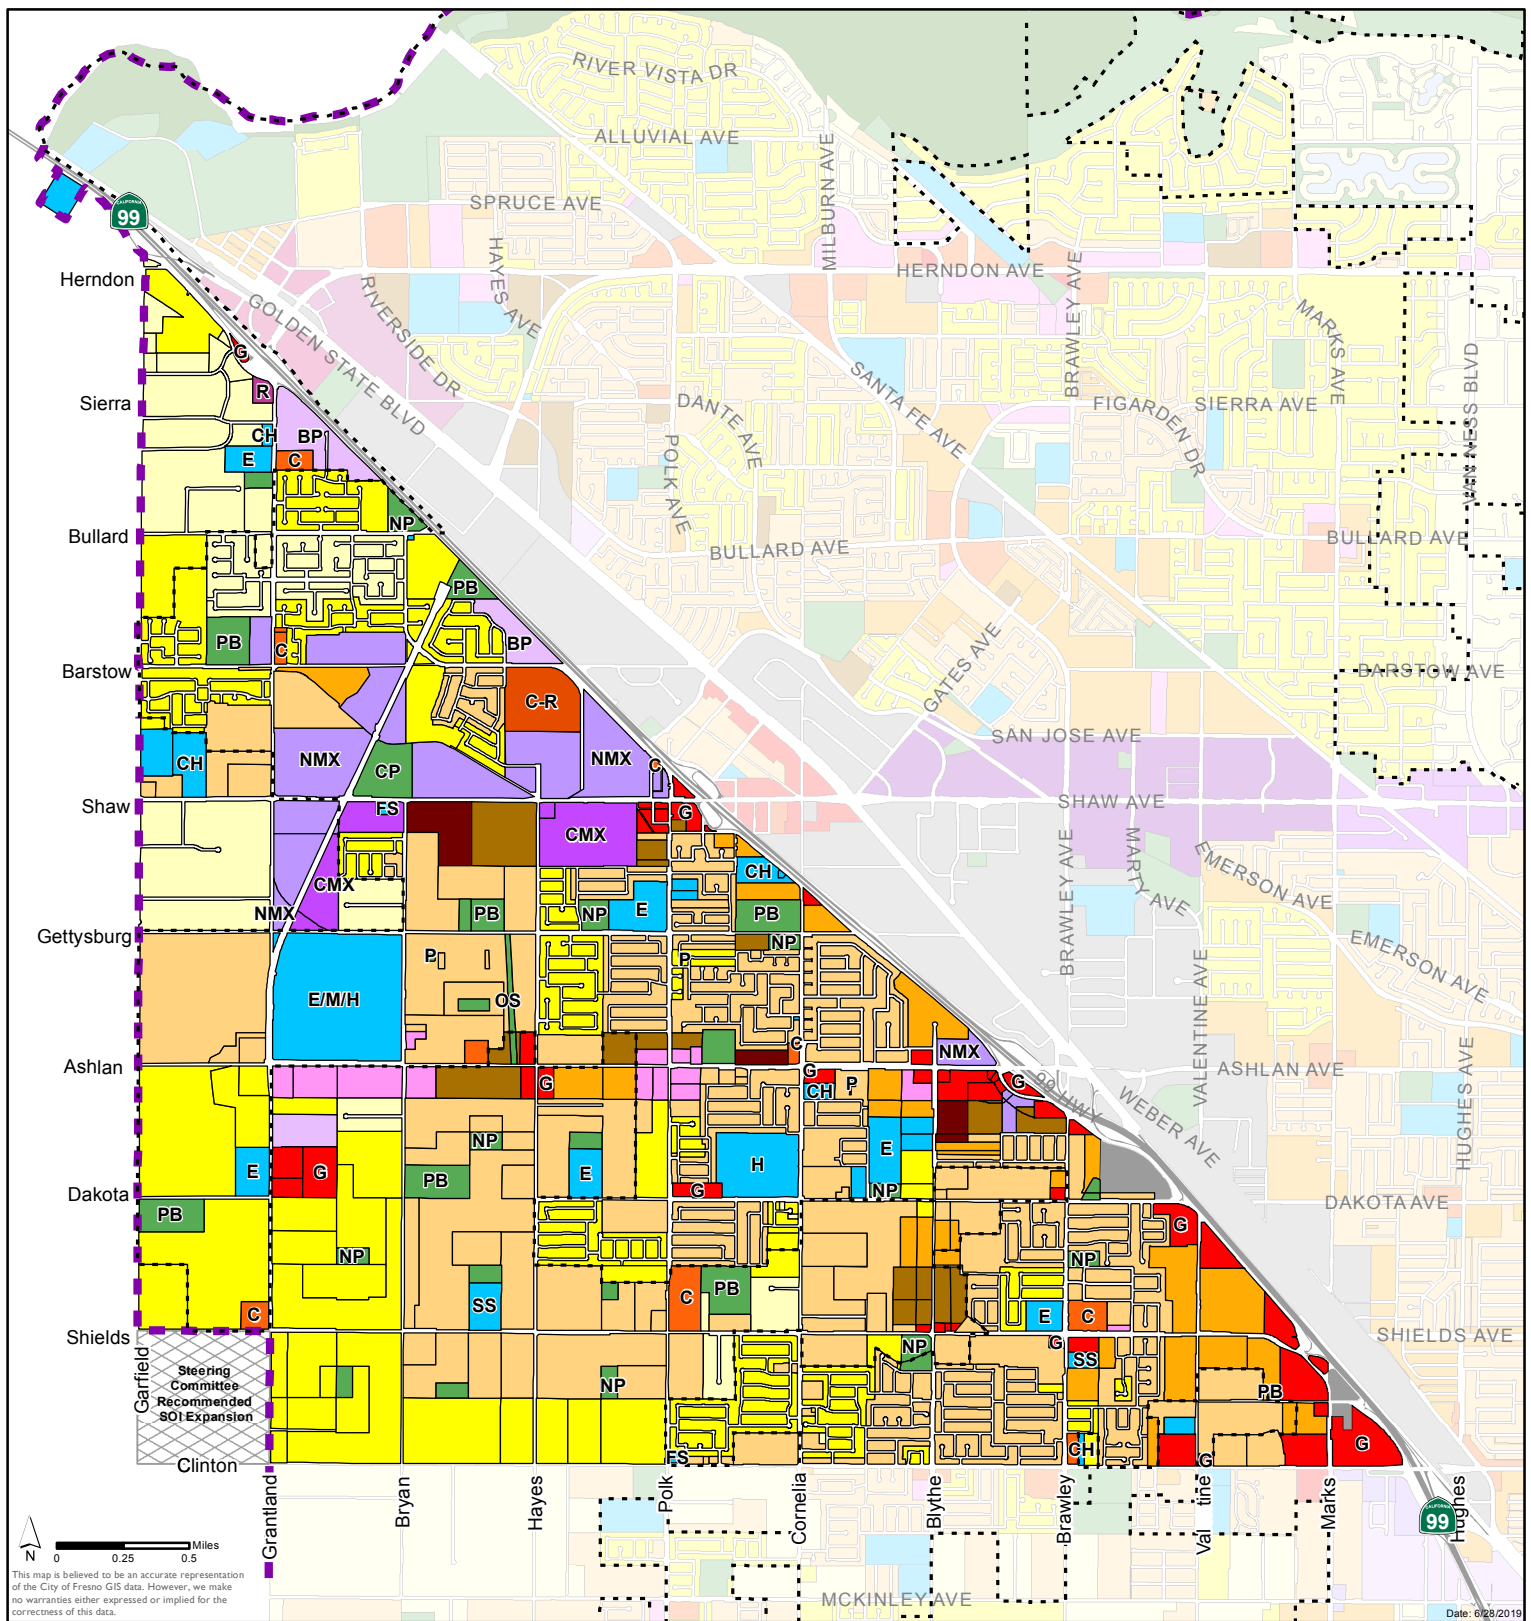 RIVER VISTA DR
ALLUVIAL AVE
MILBURN AVE
SPRUCE AVE
CALIFORNIA
99
HAYES AVE
HERNDON AVE
BRAWLEY AVE
Herndon
RIVERSIDE DR
GOLDEN STATE BLVD
MARKS AVE
VAN NESS BLVD
G
SANTA FE AVE
R
Sierra
DANTE AVE
FIGARDEN DR
SIERRA AVE
CH
BP
POLK AVE
E
C
NP
Bullard
BULLARD AVE
BULLARD AVE
PB
GATES AVE
PB
BP
C
Barstow
BARSTOW AVE
C-R
SAN JOSE AVE
CH
NMX
CP
NMX
C
Shaw
FS
G
SHAW AVE
CMX
BRAWLEY AVE
MARTY AVE
EMERSON AVE
CMX
CH
NMX
PB
NP
E
PB
Gettysburg
NP
EMERSON AVE
P
P
E/M/H
OS
VALENTINE AVE
C
NMX
Ashlan
G
ASHLAN AVE
G
G
99 HWY
WEBER AVE
HUGHES AVE
CH
P
NP
E
E
E
H
G
PB
NP
Dakota
G
DAKOTA AVE
PB
G
NP
NP
C
SS
C
PB
E
C
Shields
SHIELDS AVE
Garfield
Steering
Committee
Recommended
SOI Expansion
NP
G
SS
NP
PB
G
CH
FS
G
Clinton
Grantland
Bryan
Hayes
Polk
Cornelia
Blythe
Brawley
Val tine
Marks
Hughes
CALIFORNIA
99
N
0 0.25 0.5 Miles
This map is believed to be an accurate representation
of the City of Fresno GIS data. However, we make
no warranties either expressed or implied for the
correctness of this data.
MCKINLEY AVE
Date: 6/28/2019